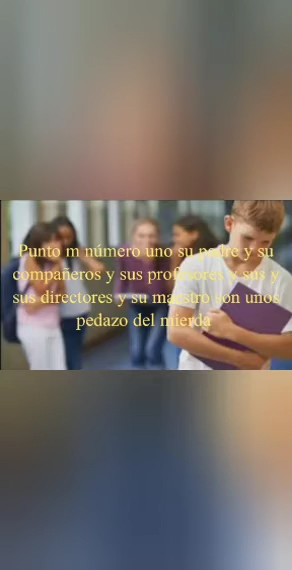 Punto m número uno su padre y su
compañeros y sus profesores y sus y
sus directores y su maestro son unos
pedazo del mierda